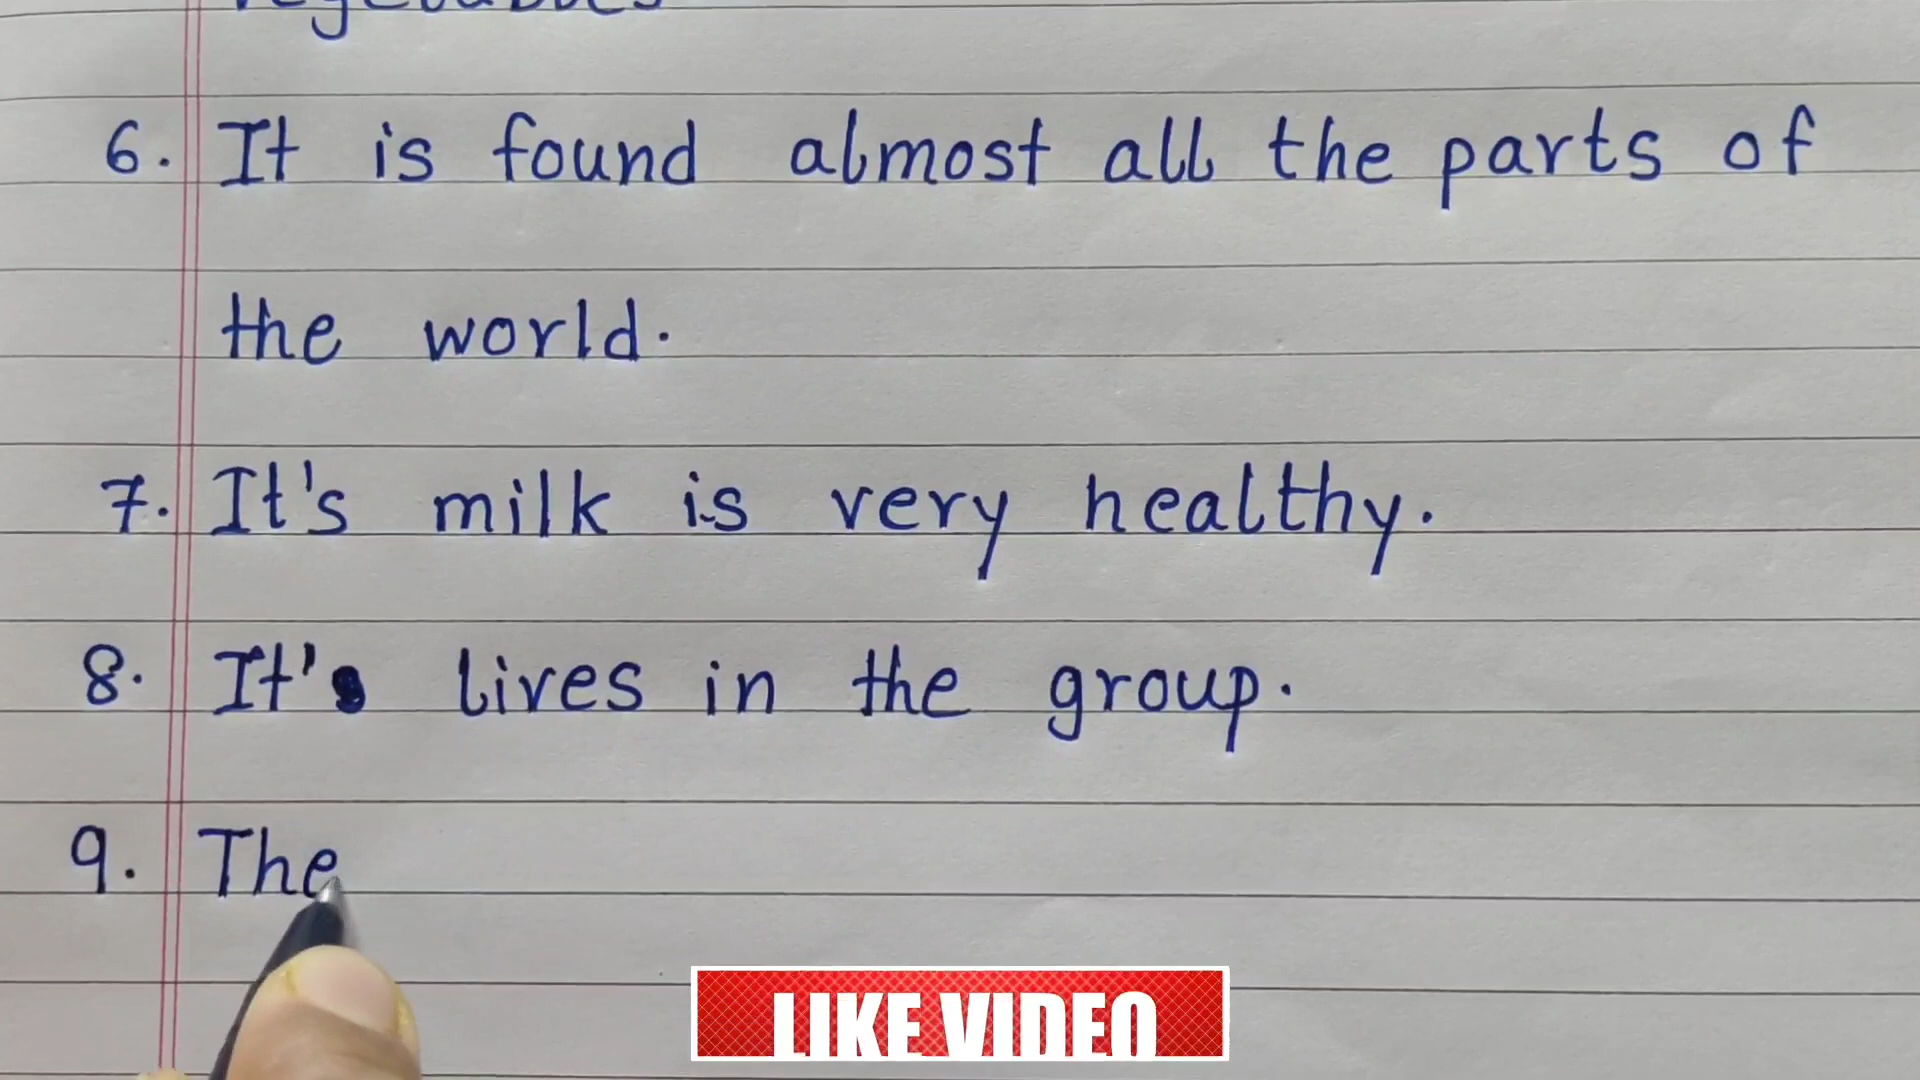 vegetables
6. It is found almost all the parts of
the world.
7. It's milk is very healthy.
8. It's lives in the group.
9. The
LIKE VIDEO